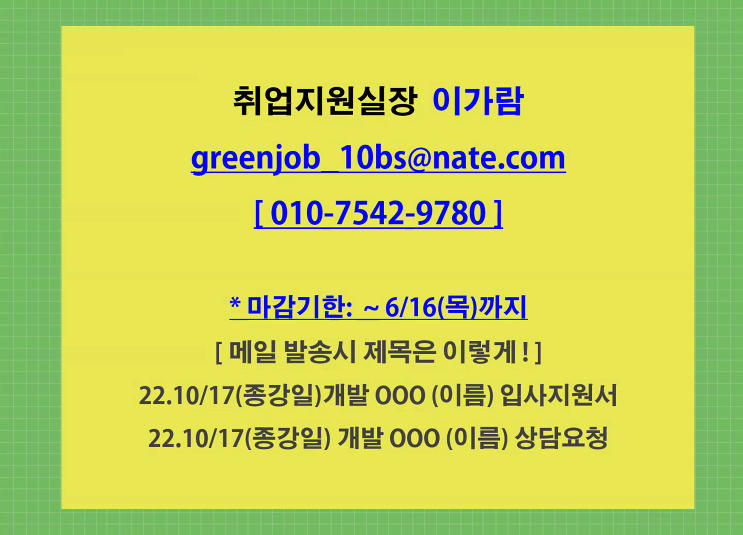 취업지원실장 이가람
greenjob_10bs@nate.com
[ 010-7542-9780 ]
* 마감기한: ~ 6/16(목)까지
[ 메일 발송시 제목은 이렇게 ! ]
22.10/17(종강일)개발 OOO (이름) 입사지원서
22.10/17(종강일) 개발 OOO (이름) 상담요청